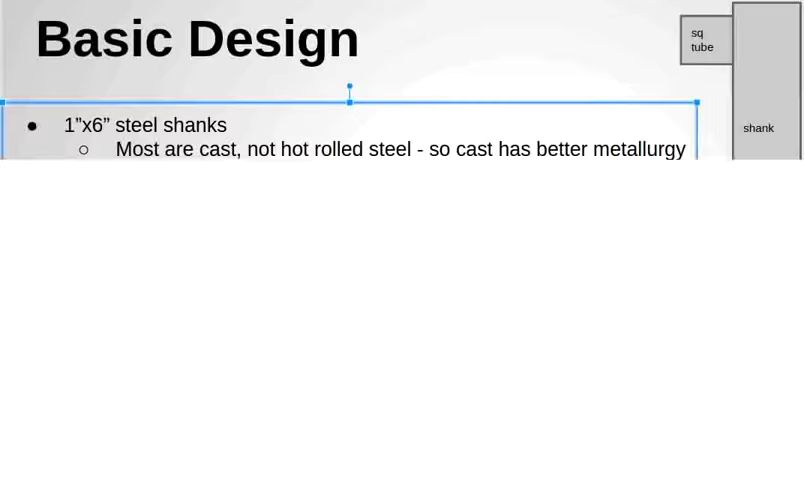 Basic Design
sq
tube
shank
● 1”x6” steel shanks
○ Most are cast, not hot rolled steel - so cast has better metallurgy